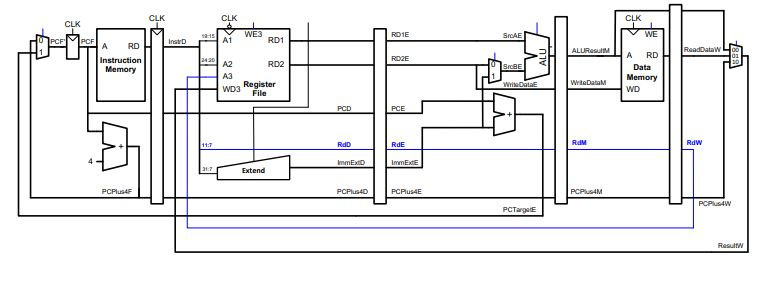 CLK
CLK
CLK
CLK
0
1
PCF'
PCF
A
RD
Instruction
Memory
InstrD
19:15
A1
WE3
RD1
24:20
A2
RD2
A3
WD3
Register
File
RD1E
RD2E
SrcAE
0
1
SrcBE
WriteDataE
ALU
ALUResultM
A
RD
WE
Data
Memory
WD
WriteDataM
ReadDataW
00
01
10
PCD
PCE
+
4
+
11:7
RdD
RdE
RdM
RdW
31:7
Extend
ImmExtD
ImmExtE
PCPlus4F
PCPlus4D
PCPlus4E
PCPlus4M
PCPlus4W
PCTargetE
ResultW